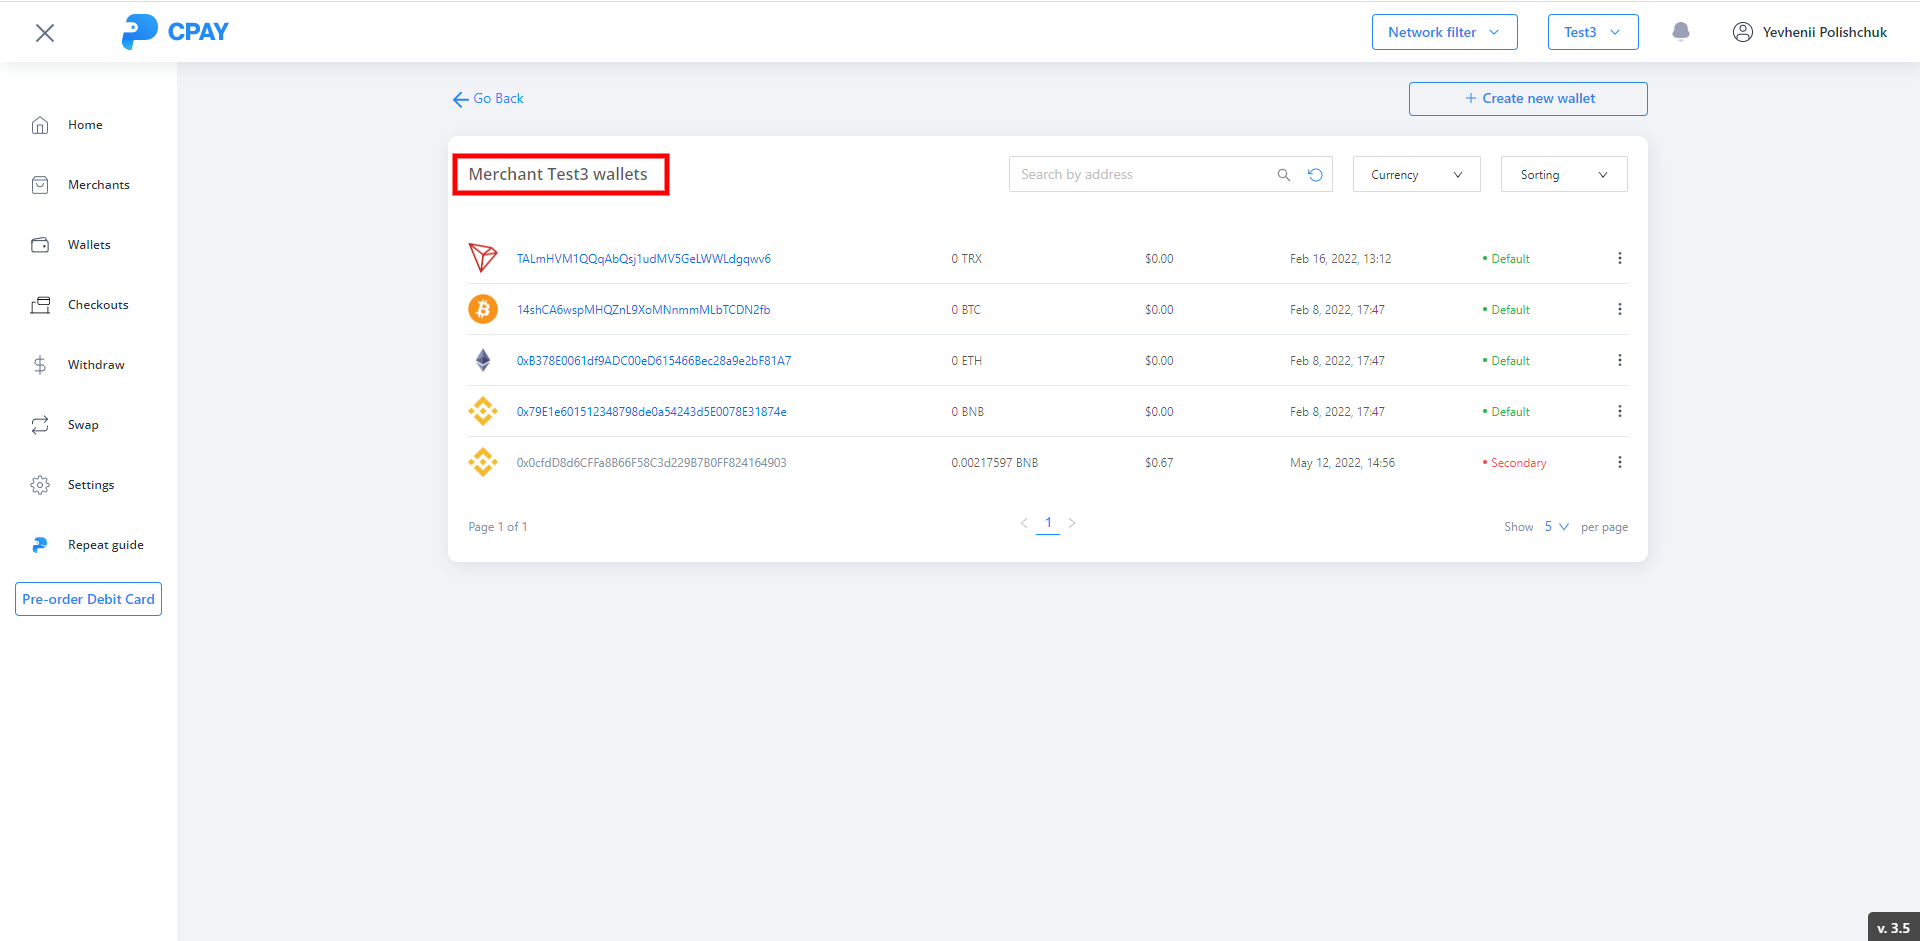 CPAY
Network filter
Test3
Yevhenii Polishchuk
Home
Merchants
Wallets
Checkouts
Withdraw
Swap
Settings
Repeat guide
Pre-order Debit Card
Go Back
+ Create new wallet
Merchant Test3 wallets
Search by address
Currency
Sorting
TALmHVM1QQqAbQsj1udMV5GeLWWLdgqwv6 0 TRX $0.00 Feb 16, 2022, 13:12 • Default
14shCA6wspMHQZnL9XoMNnmmMLbTCDN2fb 0 BTC $0.00 Feb 8, 2022, 17:47 • Default
0xB378E0061df9ADC00eD615466Bec28a9e2bF81A7 0 ETH $0.00 Feb 8, 2022, 17:47 • Default
0x79E1e601512348798de0a54243d5E0078E31874e 0 BNB $0.00 Feb 8, 2022, 17:47 • Default
0x0cfdD8d6CFFa8B66F58C3d229B7B0FF824164903 0.00217597 BNB $0.67 May 12, 2022, 14:56 • Secondary
Page 1 of 1
< 1 >
Show 5 per page
v. 3.5